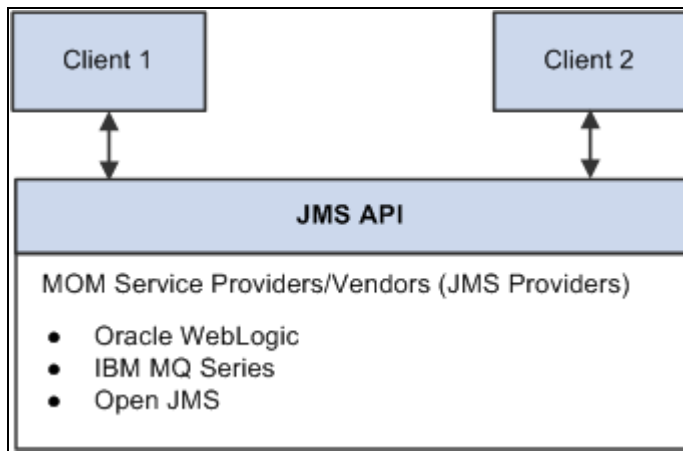 Client 1
Client 2
JMS API
MOM Service Providers/Vendors (JMS Providers)
● Oracle WebLogic
● IBM MQ Series
● Open JMS